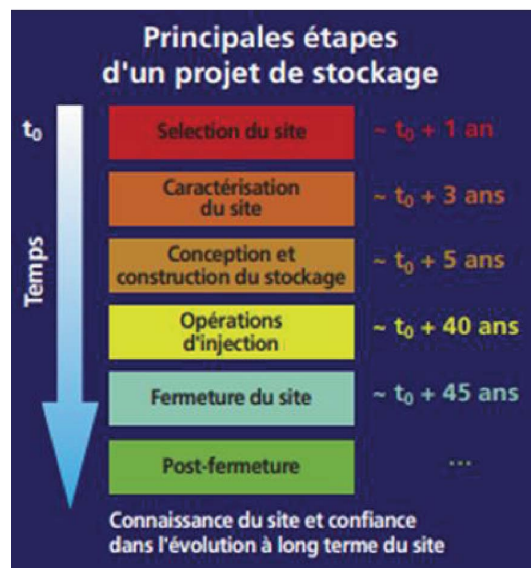 Principales étapes
d'un projet de stockage
t₀
Temps
Selection du site
~ t₀ + 1 an
Caractérisation
du site
~ t₀ + 3 ans
Conception et
construction du stockage
~ t₀ + 5 ans
Opérations
d'injection
~ t₀ + 40 ans
Fermeture du site
~ t₀ + 45 ans
Post-fermeture
...
Connaissance du site et confiance
dans l'évolution à long terme du site